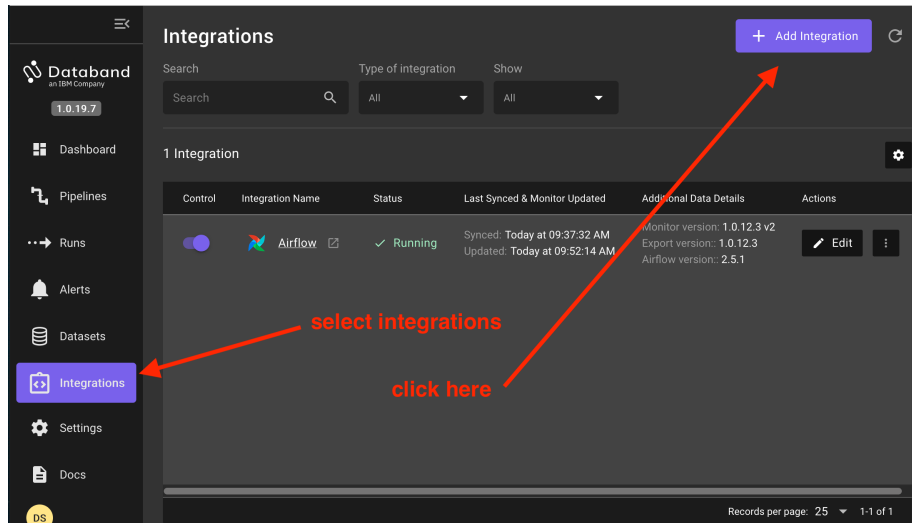 Databand
an IBM Company
1.0.19.7
Dashboard
Pipelines
Runs
Alerts
Datasets
Integrations
Settings
Docs
DS
Integrations
+ Add Integration
Search
Type of integration
Show
Search
All
All
1 Integration
Control
Integration Name
Status
Last Synced & Monitor Updated
Additional Data Details
Actions
Airflow
Running
Synced: Today at 09:37:32 AM
Updated: Today at 09:52:14 AM
Monitor version: 1.0.12.3 v2
Export version:: 1.0.12.3
Airflow version:: 2.5.1
Edit
select integrations
click here
Records per page: 25
1-1 of 1